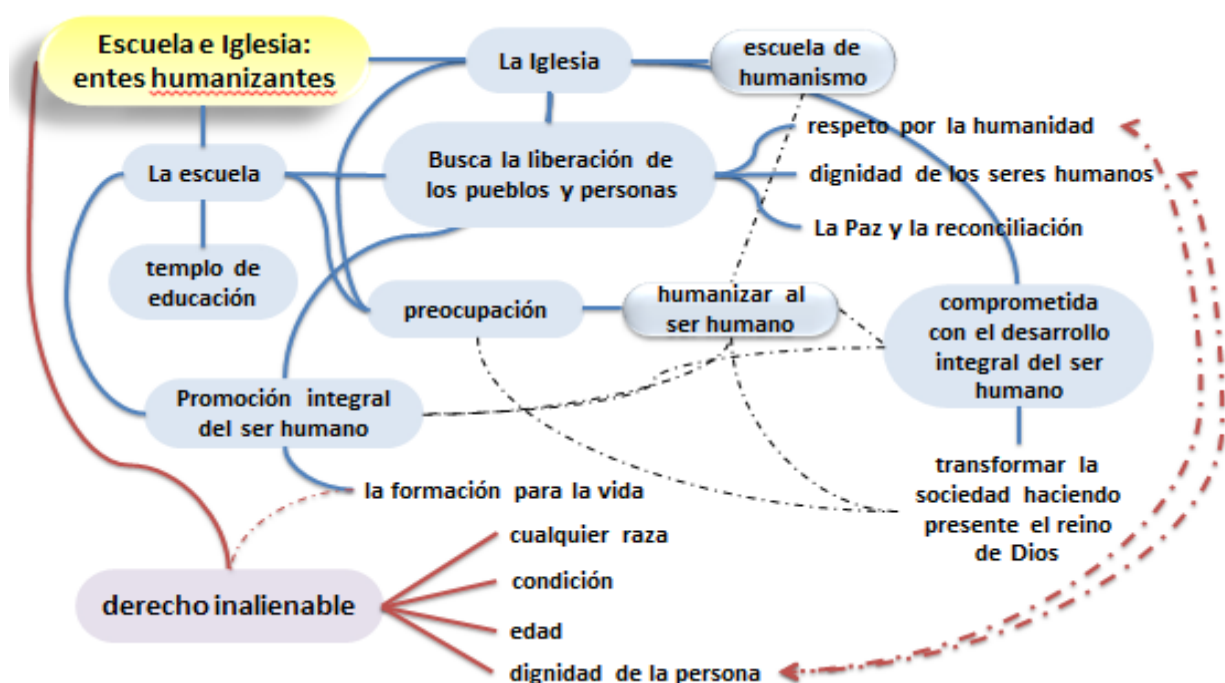 Escuela e Iglesia:
entes humanizantes
La Iglesia
escuela de
humanismo
respeto por la humanidad
La escuela
Busca la liberación de
los pueblos y personas
dignidad de los seres humanos
La Paz y la reconciliación
templo de
educación
preocupación
humanizar al
ser humano
comprometida
con el desarrollo
integral del ser
humano
Promoción integral
del ser humano
la formación para la vida
transformar la
sociedad haciendo
presente el reino
de Dios
derecho inalienable
cualquier raza
condición
edad
dignidad de la persona